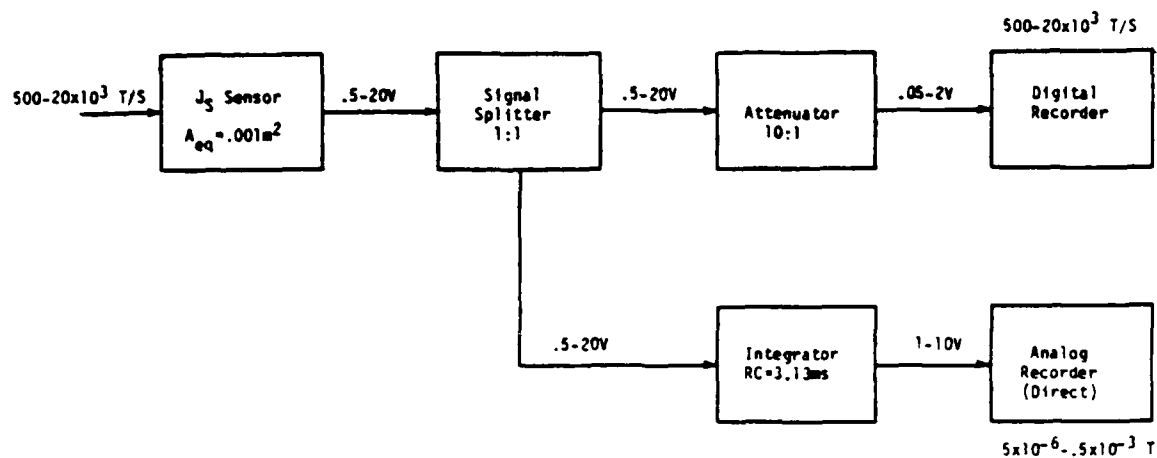 500-20x10³ T/S
500-20x10³ T/S
J_S Sensor
A_eq=.001m²
.5-20V
Signal
Splitter
1:1
.5-20V
Attenuator
10:1
.05-2V
Digital
Recorder
.5-20V
Integrator
RC=3.13ms
1-10V
Analog
Recorder
(Direct)
5x10⁻⁶-.5x10⁻³ T